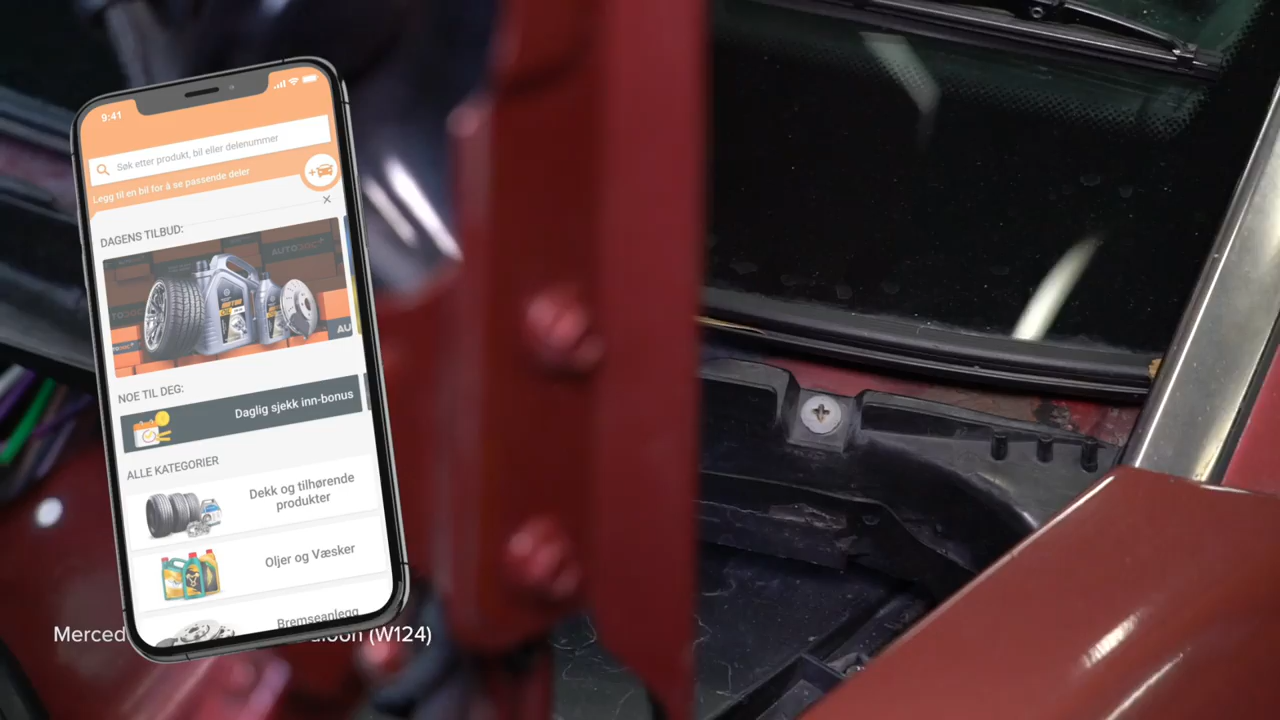 9:41
Søk etter produkt, bil eller delenummer
Legg til en bil for å se passende deler
DAGENS TILBUD:
AUTODOC
NOE TIL DEG:
Daglig sjekk inn-bonus
ALLE KATEGORIER
Dekk og tilhørende
produkter
Oljer og Væsker
Bremseanlegg
Merced
(W124)